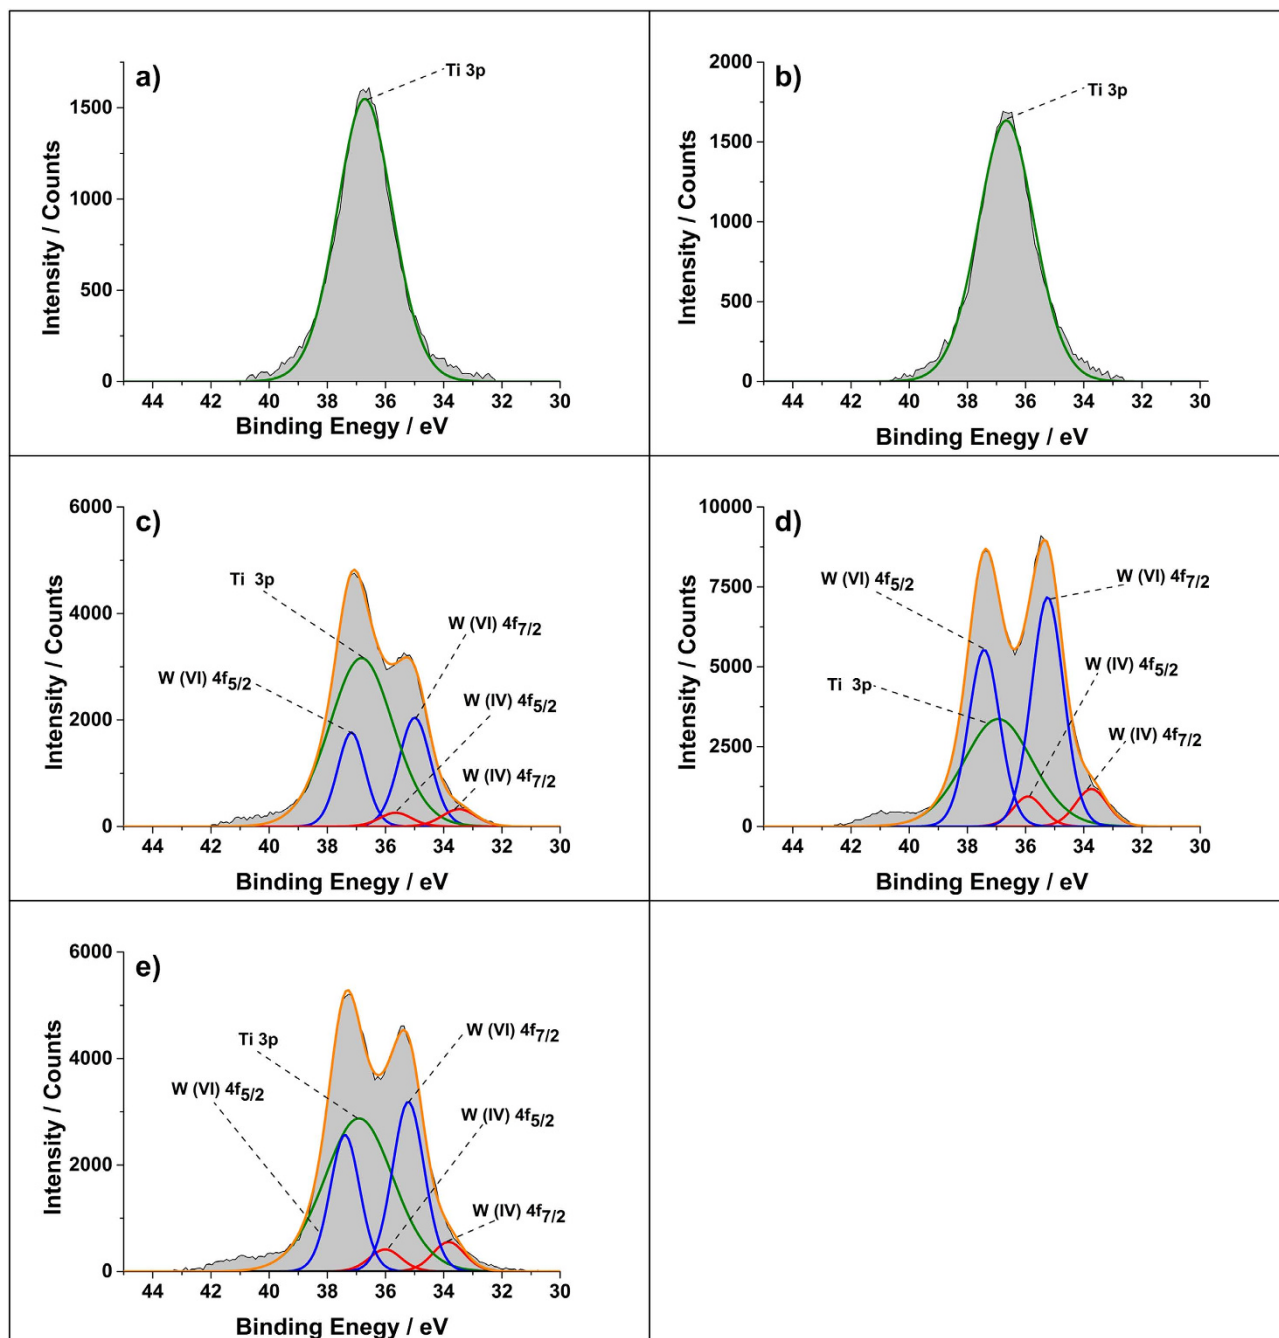 a)
Ti 3p
1500
1000
500
0
Intensity / Counts
44 42 40 38 36 34 32 30
Binding Enegy / eV
b)
Ti 3p
2000
1500
1000
500
0
Intensity / Counts
44 42 40 38 36 34 32 30
Binding Enegy / eV
c)
Ti 3p
W (VI) 4f7/2
W (VI) 4f5/2
W (IV) 4f5/2
W (IV) 4f7/2
6000
4000
2000
0
Intensity / Counts
44 42 40 38 36 34 32 30
Binding Enegy / eV
d)
W (VI) 4f5/2
W (VI) 4f7/2
W (IV) 4f5/2
Ti 3p
W (IV) 4f7/2
10000
7500
5000
2500
0
Intensity / Counts
44 42 40 38 36 34 32 30
Binding Enegy / eV
e)
W (VI) 4f7/2
Ti 3p
W (VI) 4f5/2
W (IV) 4f5/2
W (IV) 4f7/2
6000
4000
2000
0
Intensity / Counts
44 42 40 38 36 34 32 30
Binding Enegy / eV